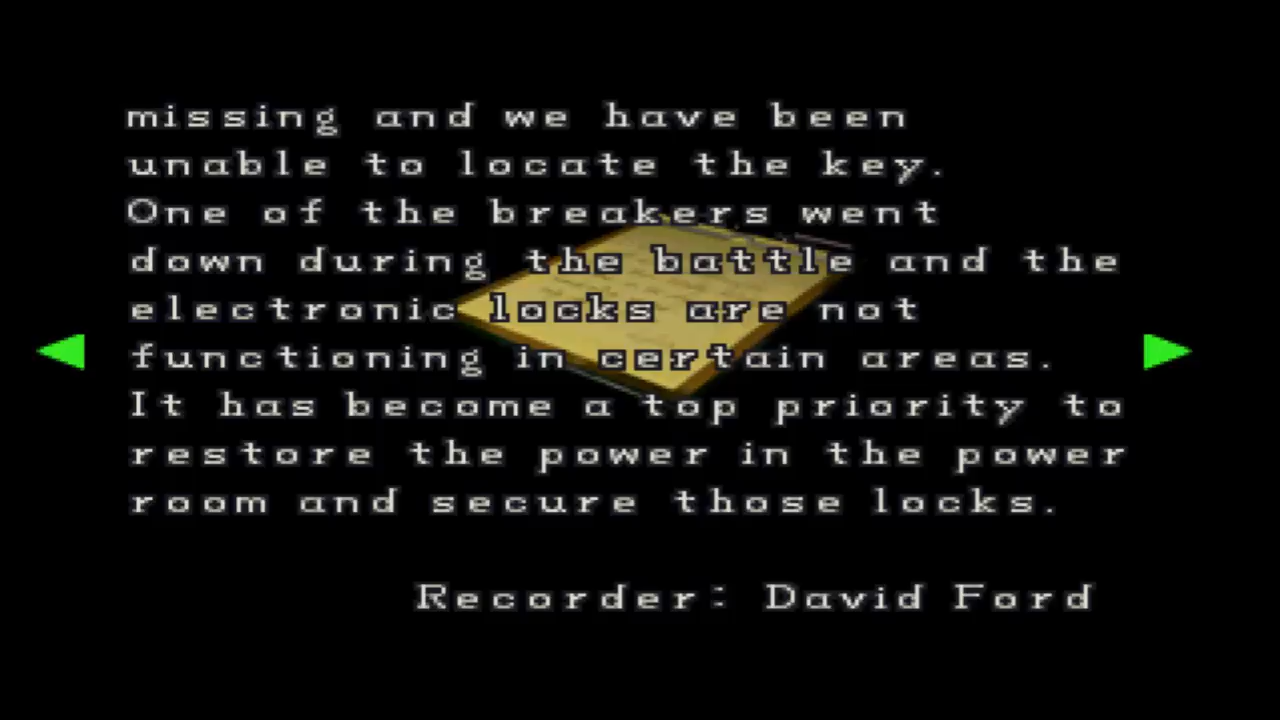 missing and we have been
unable to locate the key.
One of the breakers went
down during the battle and the
electronic locks are not
functioning in certain areas.
It has become a top priority to
restore the power in the power
room and secure those locks.
Recorder: David Ford